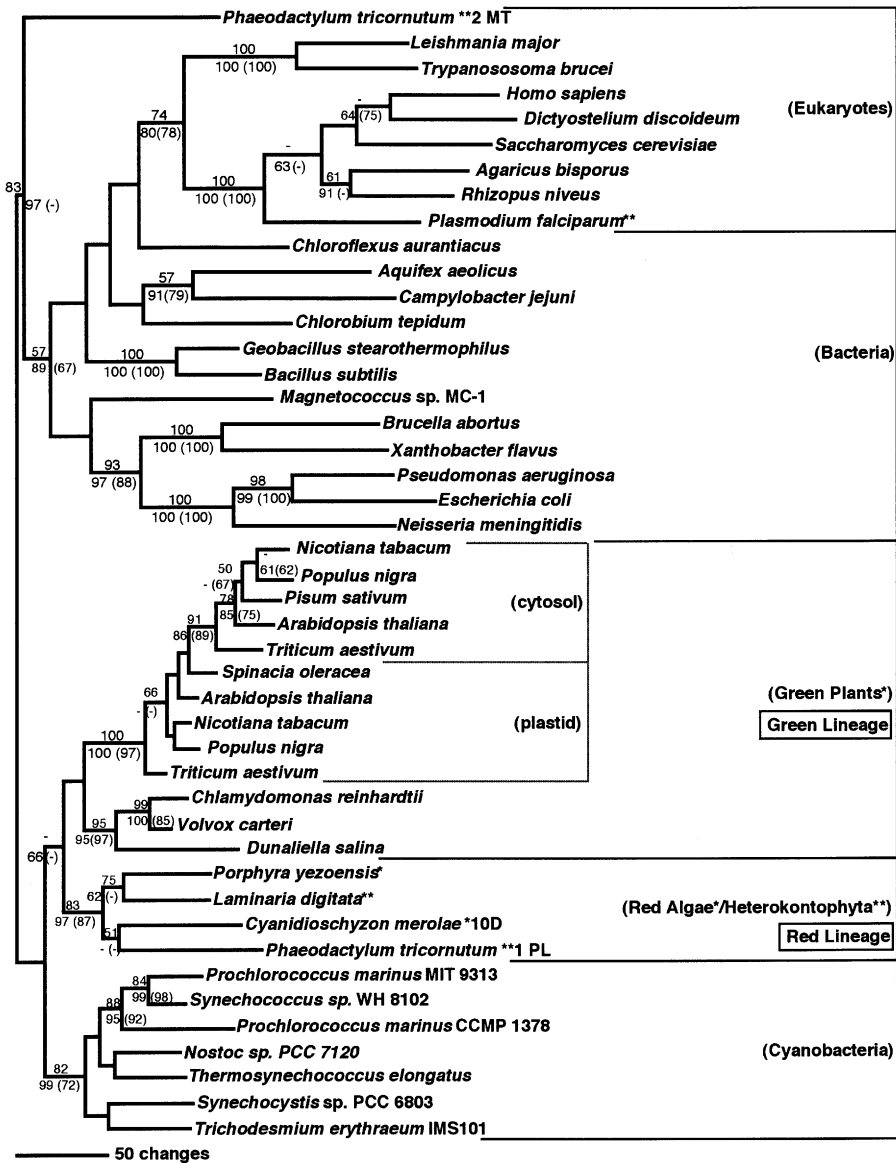 Phaeodactylum tricornutum **2 MT
100
Leishmania major
100 (100)
Trypanososoma brucei
Homo sapiens
-
64 (75)
(Eukaryotes)
74
Dictyostelium discoideum
80(78)
Saccharomyces cerevisiae
-
63 (-)
61
Agaricus bisporus
100
91 (-)
Rhizopus niveus
83
100 (100)
97 (-)
Plasmodium falciparum**
Chloroflexus aurantiacus
57
Aquifex aeolicus
91(79)
Campylobacter jejuni
Chlorobium tepidum
57
100
Geobacillus stearothermophilus
(Bacteria)
89 (67)
100 (100)
Bacillus subtilis
Magnetococcus sp. MC-1
100
Brucella abortus
100 (100)
Xanthobacter flavus
93
97 (88)
98
Pseudomonas aeruginosa
100
99 (100)
Escherichia coli
100 (100)
Neisseria meningitidis
Nicotiana tabacum
-
50
61(62)
Populus nigra
- (67)
78
Pisum sativum
(cytosol)
85 (75)
91
Arabidopsis thaliana
86 (89)
Triticum aestivum
Spinacia oleracea
66
Arabidopsis thaliana
(Green Plants*)
- (-)
Nicotiana tabacum
(plastid)
Green Lineage
100
100 (97)
Populus nigra
Triticum aestivum
99
Chlamydomonas reinhardtii
95
100 (85)
Volvox carteri
-
95(97)
66 (-)
Dunaliella salina
75
Porphyra yezoensis*
62 (-)
Laminaria digitata**
83
(Red Algae*/Heterokontophyta**)
97 (87)
51
Cyanidioschyzon merolae *10D
Red Lineage
- (-)
Phaeodactylum tricornutum **1 PL
84
Prochlorococcus marinus MIT 9313
88
99 (98)
Synechococcus sp. WH 8102
95 (92)
Prochlorococcus marinus CCMP 1378
Nostoc sp. PCC 7120
(Cyanobacteria)
82
99 (72)
Thermosynechococcus elongatus
Synechocystis sp. PCC 6803
Trichodesmium erythraeum IMS101
50 changes